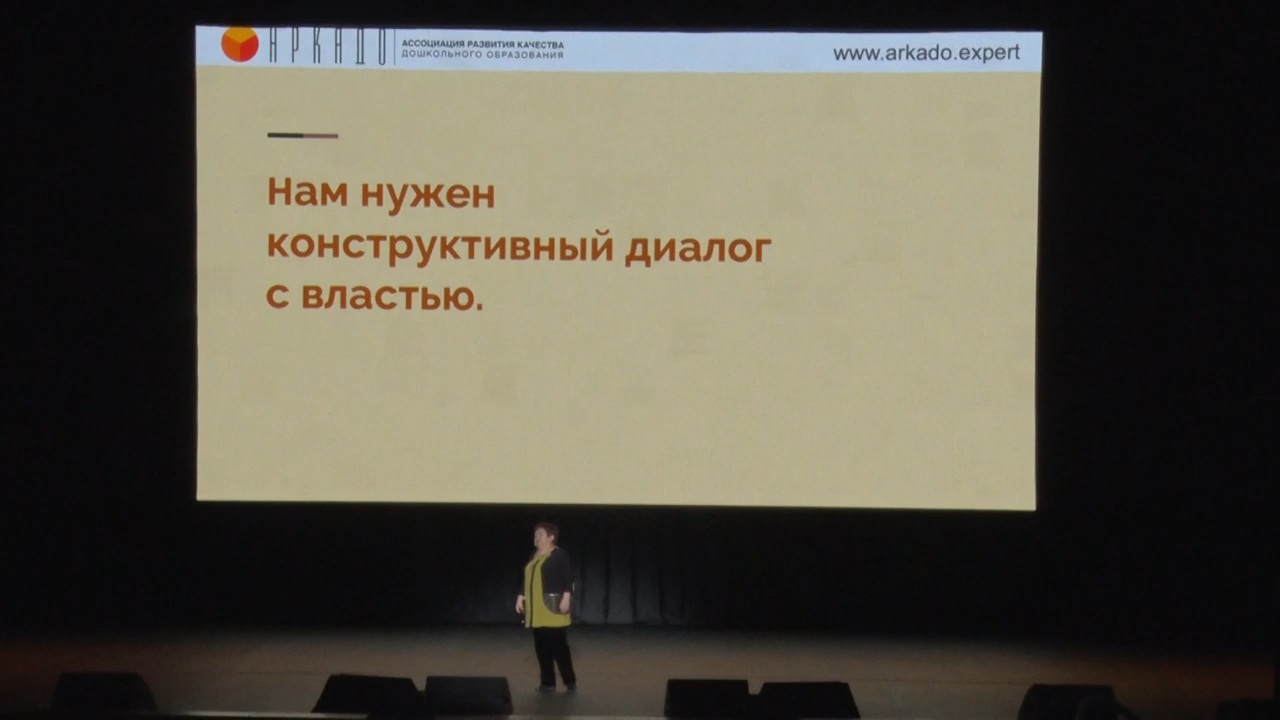 АРКАДО
АССОЦИАЦИЯ РАЗВИТИЯ КАЧЕСТВА
ДОШКОЛЬНОГО ОБРАЗОВАНИЯ
www.arkado.expert
Нам нужен
конструктивный диалог
с властью.